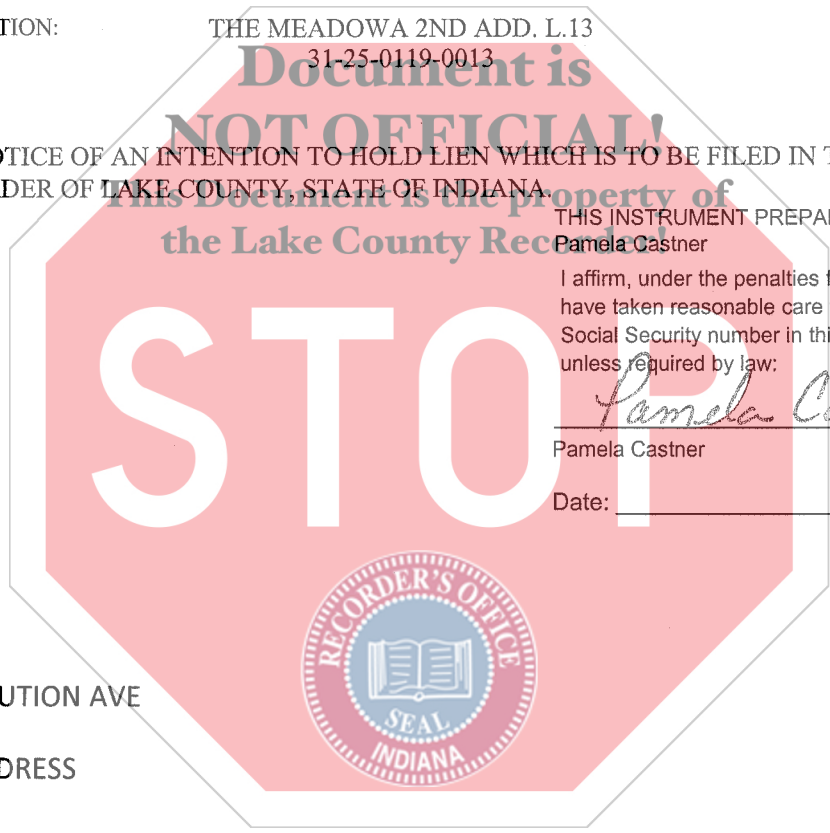 TION: THE MEADOWA 2ND ADD. L.13
31-25-0119-0013
Document is
NOT OFFICIAL!
OTICE OF AN INTENTION TO HOLD LIEN WHICH IS TO BE FILED IN T
DER OF LAKE COUNTY, STATE OF INDIANA.
This Document is the property of
the Lake County Recorder!
THIS INSTRUMENT PREPA
Pamela Castner
I affirm, under the penalties f
have taken reasonable care
Social Security number in thi
unless required by law:
STOP
Pamela Ca
Pamela Castner
Date:
RECORDER'S OFFICE
SEAL
INDIANA
UTION AVE
DRESS